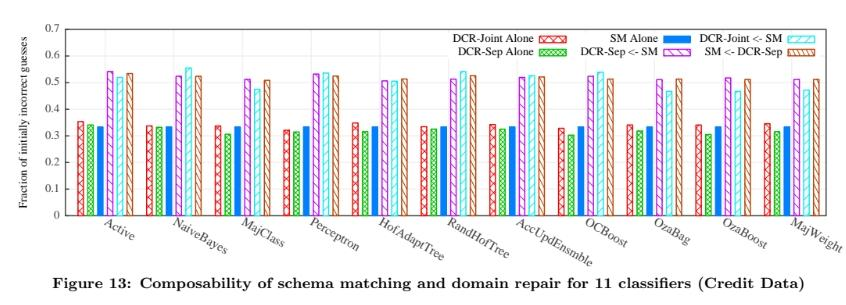 Fraction of initially incorrect guesses
0.7
0.6
0.5
0.4
0.3
0.2
0.1
0
DCR-Joint Alone
DCR-Sep Alone
SM Alone
DCR-Sep <- SM
DCR-Joint <- SM
SM <- DCR-Sep
Active
NaiveBayes
MajClass
Perceptron
HofAdaptTree
RandHofTree
AccUpdEnsmble
OCBoost
OzaBag
OzaBoost
MajWeight
Figure 13: Composability of schema matching and domain repair for 11 classifiers (Credit Data)